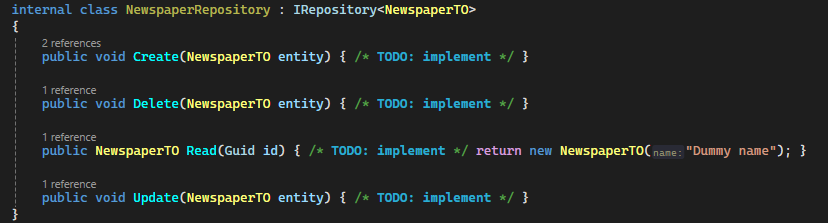 internal class NewspaperRepository : IRepository<NewspaperTO>
{
2 references
public void Create(NewspaperTO entity) { /* TODO: implement */ }
1 reference
public void Delete(NewspaperTO entity) { /* TODO: implement */ }
1 reference
public NewspaperTO Read(Guid id) { /* TODO: implement */ return new NewspaperTO(name:"Dummy name"); }
1 reference
public void Update(NewspaperTO entity) { /* TODO: implement */ }
}